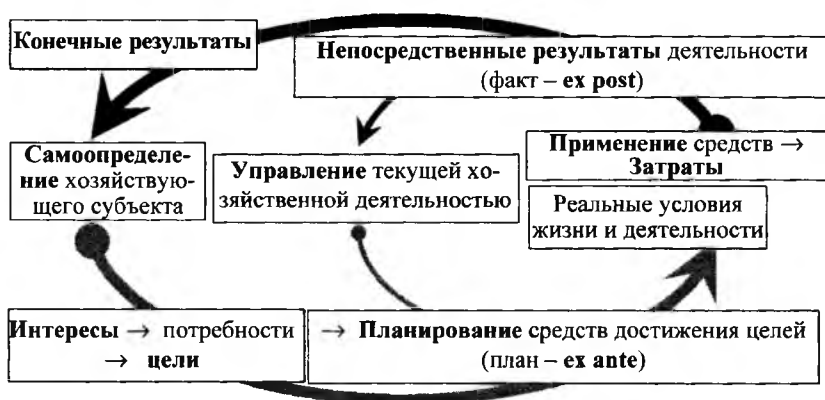 Конечные результаты
Непосредственные результаты деятельности
(факт – ex post)
Самоопределе-
ние хозяйствую-
щего субъекта
Управление текущей хо-
зяйственной деятельностью
Применение средств →
Затраты
Реальные условия
жизни и деятельности
Интересы → потребности
→ цели
→ Планирование средств достижения целей
(план – ex ante)